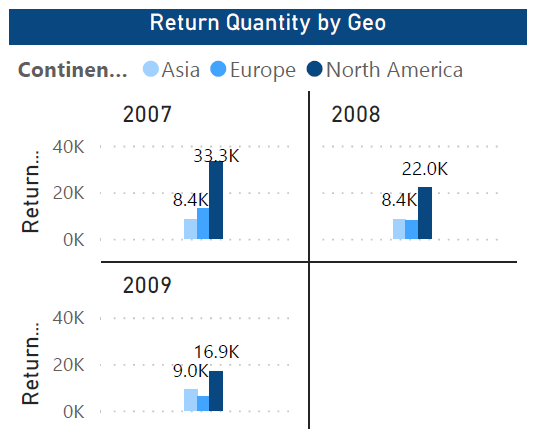 Return Quantity by Geo
Continen... Asia Europe North America
2007 2008
40K 33.3K
22.0K
20K 8.4K 8.4K
0K
Return...
2009
40K
16.9K
20K 9.0K
0K
Return...